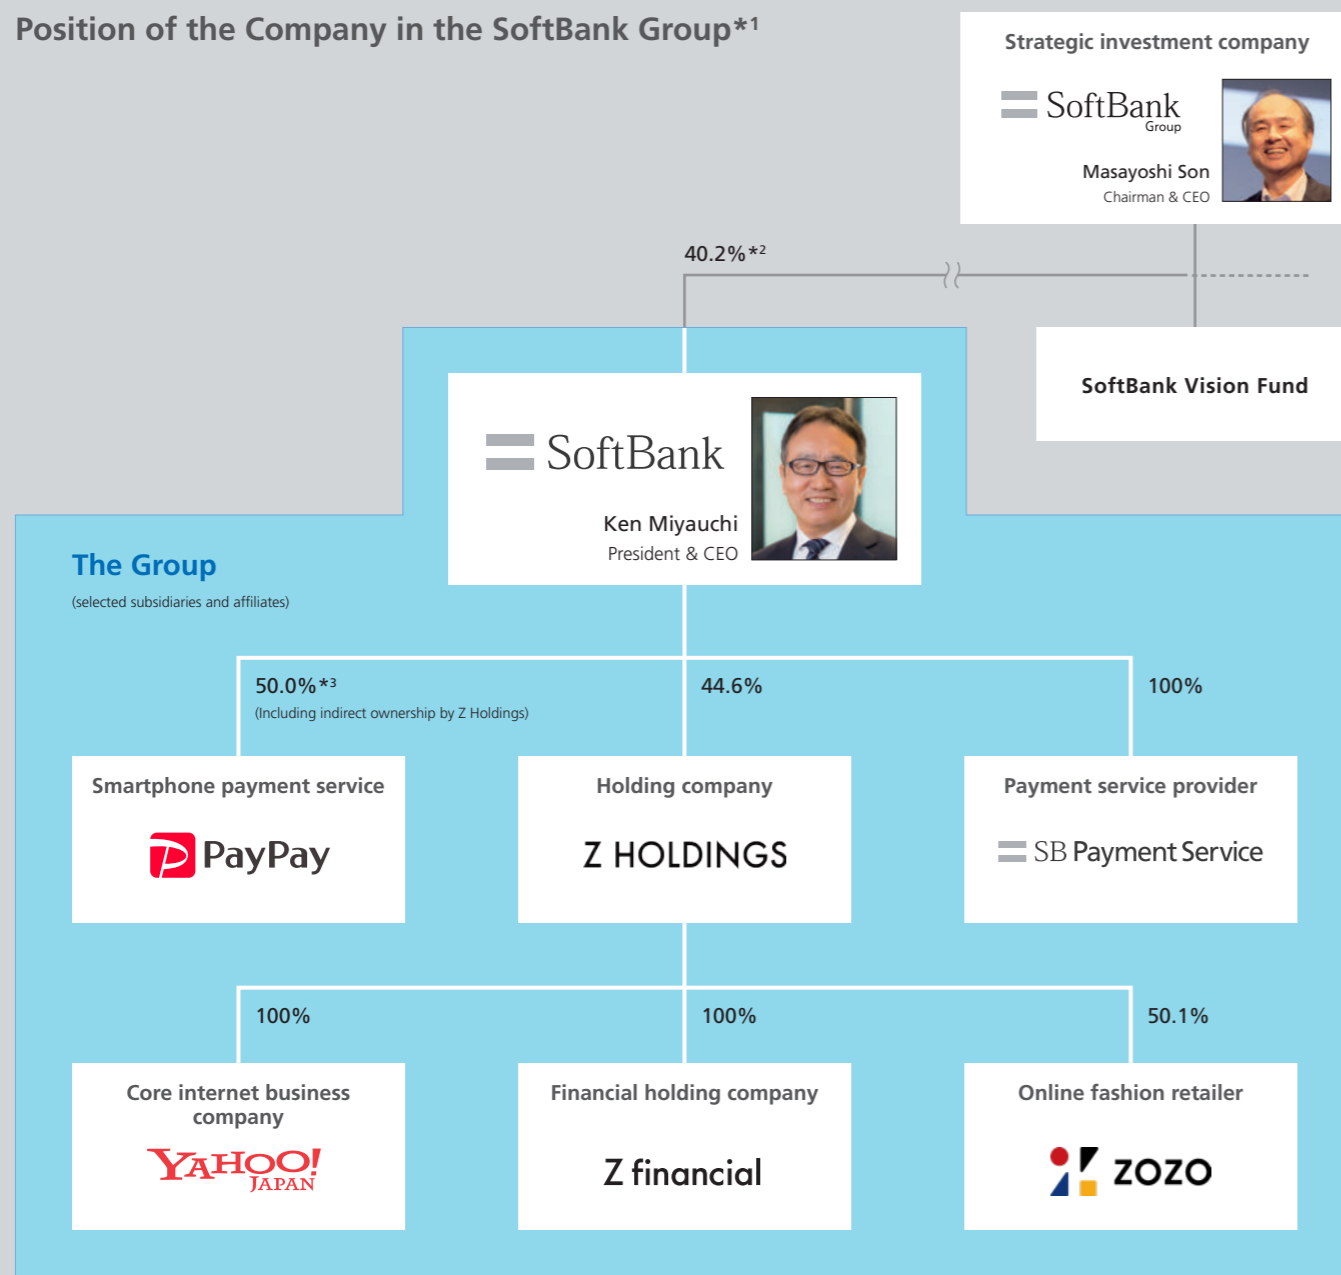 Position of the Company in the SoftBank Group*1
Strategic investment company
SoftBank
Group
Masayoshi Son
Chairman & CEO
40.2%*2
SoftBank Vision Fund
SoftBank
Ken Miyauchi
President & CEO
The Group
(selected subsidiaries and affiliates)
50.0%*3
(Including indirect ownership by Z Holdings)
44.6%
100%
Smartphone payment service
PayPay
Holding company
Z HOLDINGS
Payment service provider
SB Payment Service
100%
100%
50.1%
Core internet business
company
YAHOO!
JAPAN
Financial holding company
Z financial
Online fashion retailer
ZOZO